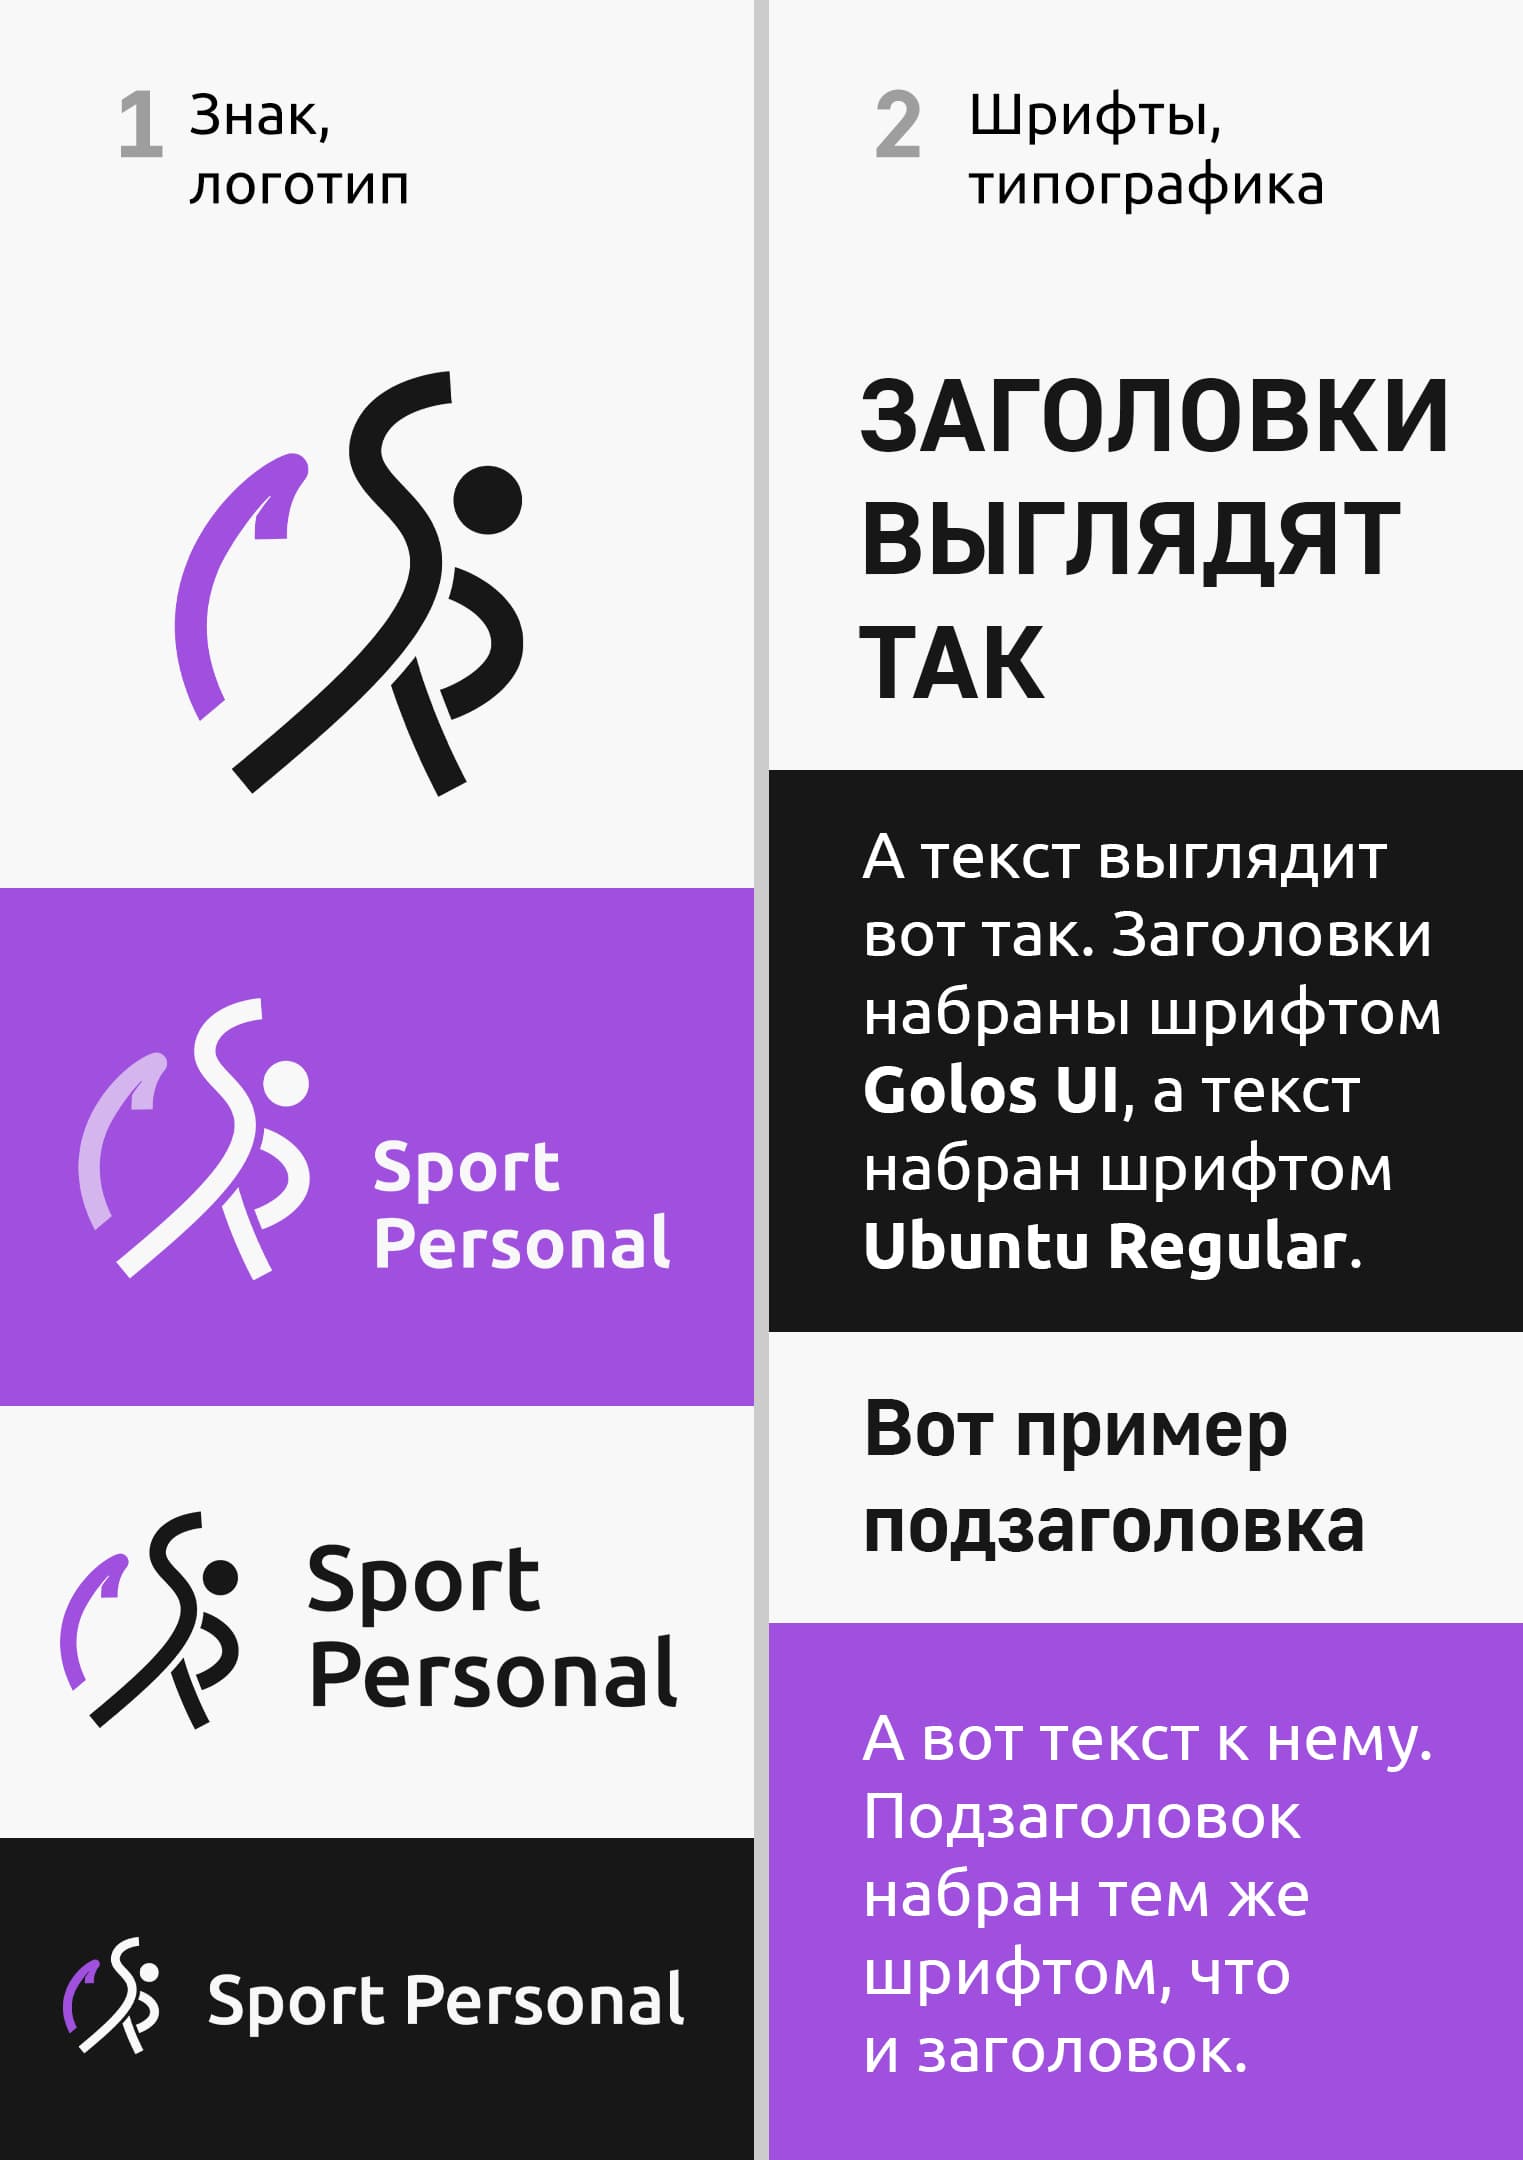 1
Знак,
логотип
Sport
Personal
Sport
Personal
Sport Personal
2
Шрифты,
типографика
ЗАГОЛОВКИ
ВЫГЛЯДЯТ
ТАК
А текст выглядит
вот так. Заголовки
набраны шрифтом
Golos UI, а текст
набран шрифтом
Ubuntu Regular.
Вот пример
подзаголовка
А вот текст к нему.
Подзаголовок
набран тем же
шрифтом, что
и заголовок.